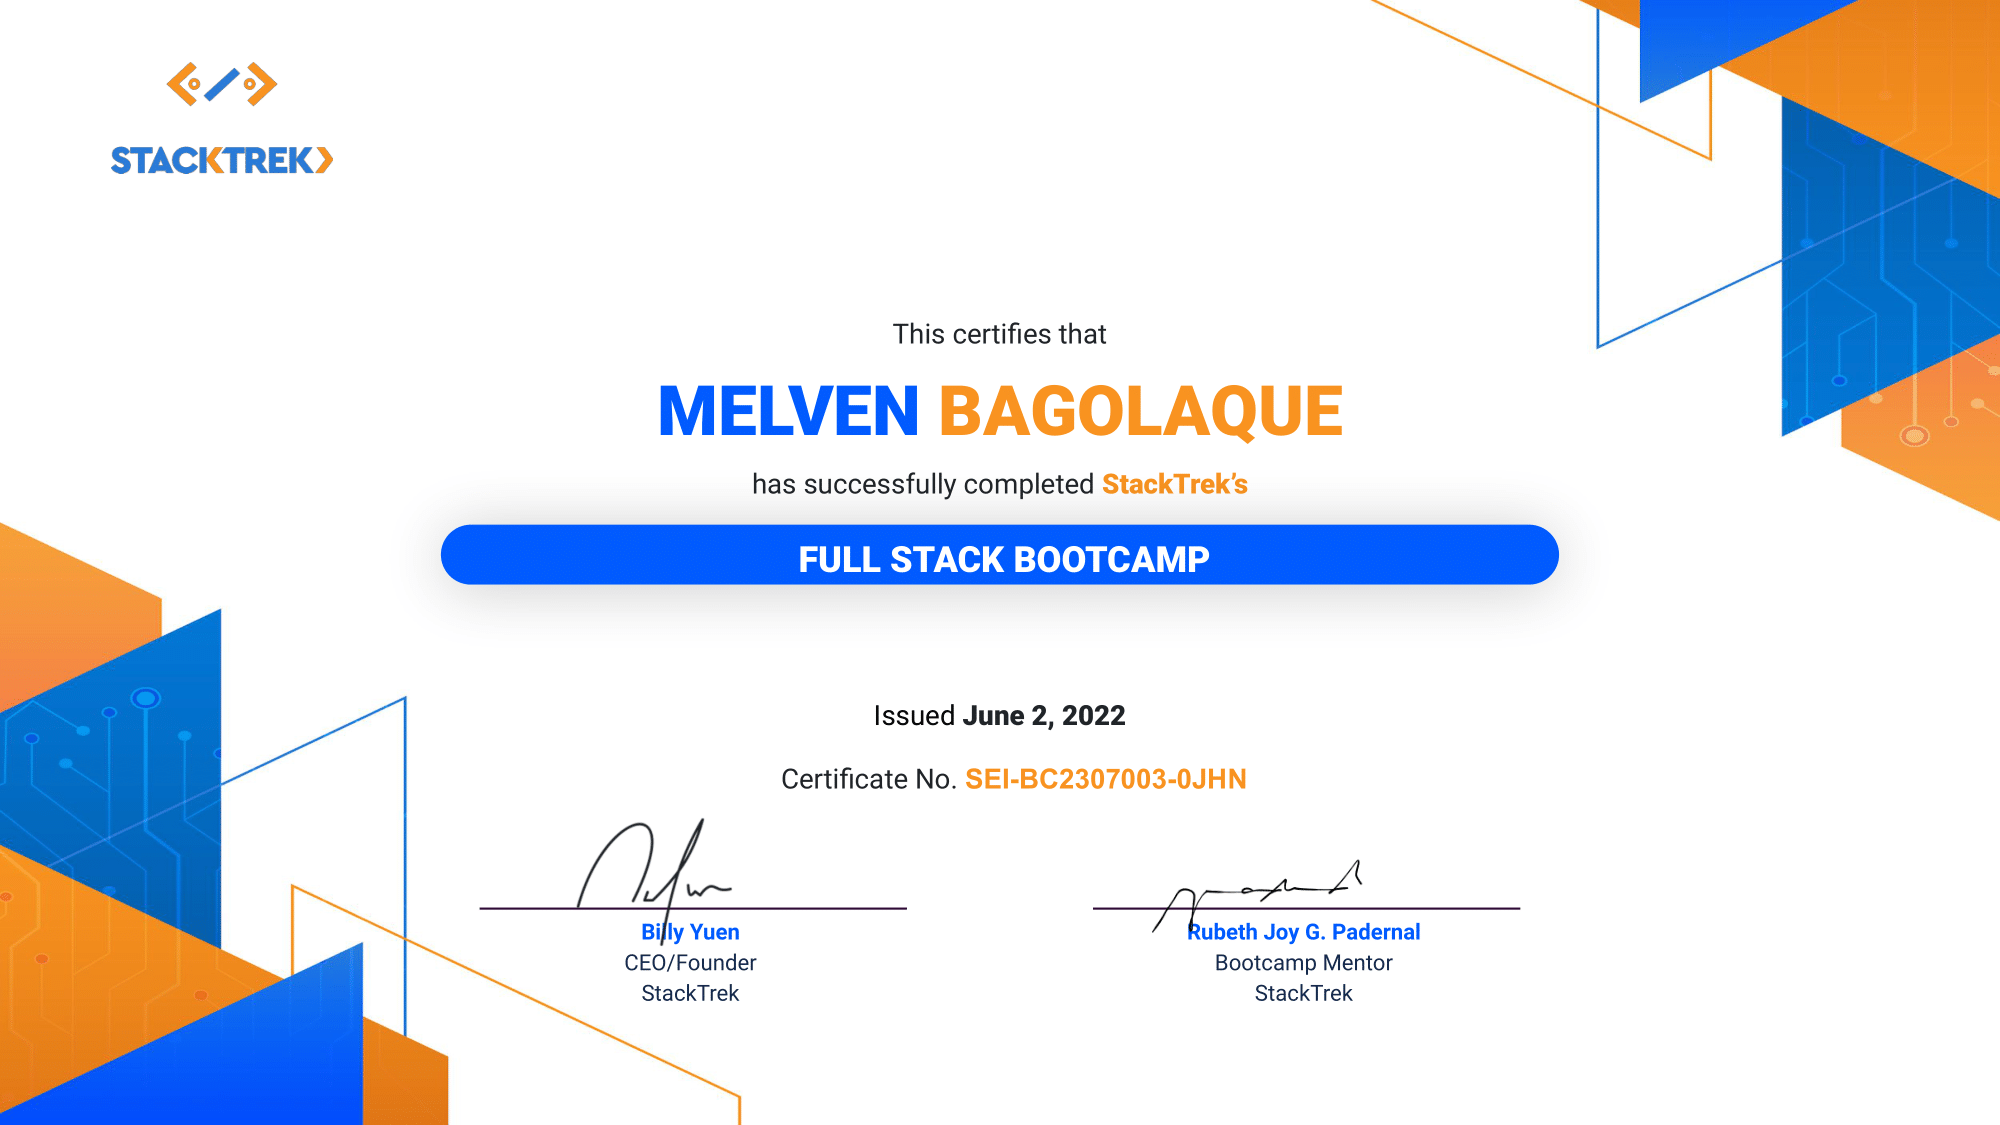 STACKTREK
This certifies that
MELVEN BAGOLAQUE
has successfully completed StackTrek’s
FULL STACK BOOTCAMP
Issued June 2, 2022
Certificate No. SEI-BC2307003-0JHN
Billy Yuen
CEO/Founder
StackTrek
Rubeth Joy G. Padernal
Bootcamp Mentor
StackTrek